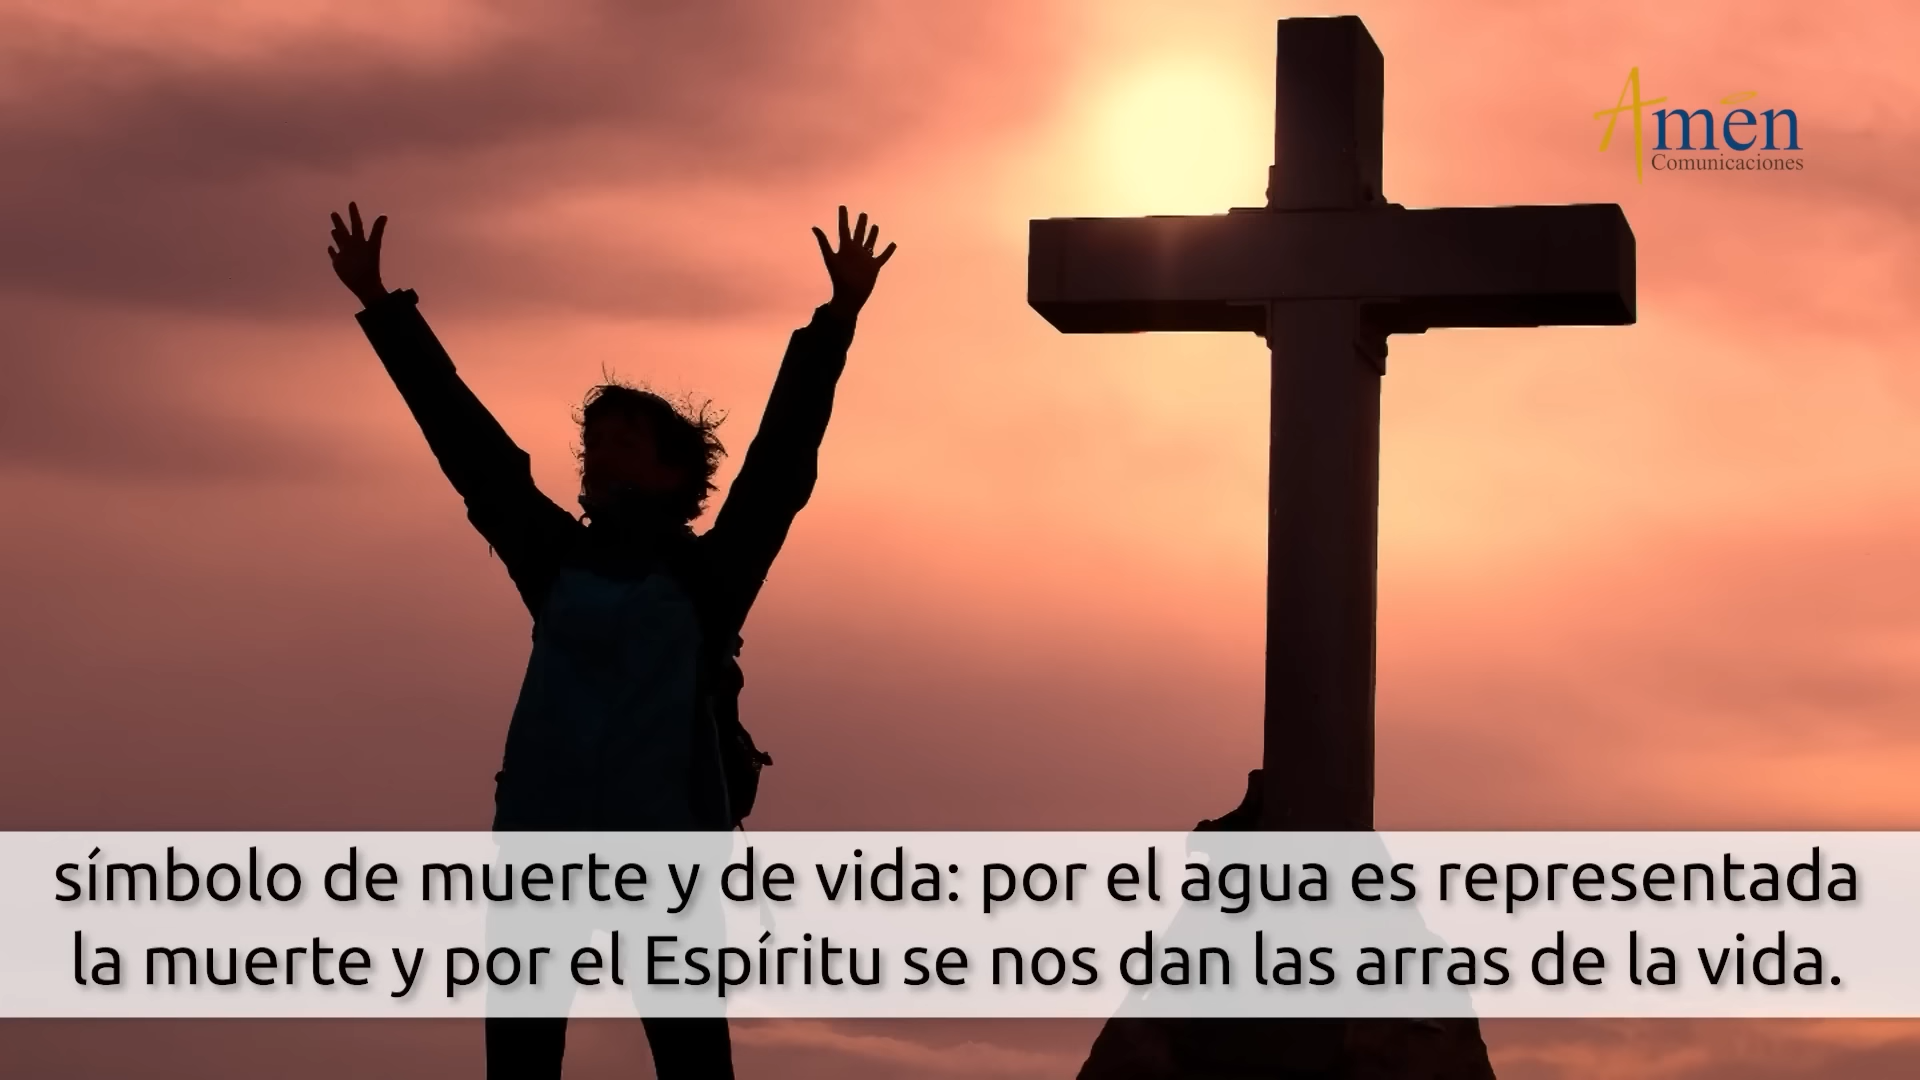 Amén
Comunicaciones
símbolo de muerte y de vida: por el agua es representada
la muerte y por el Espíritu se nos dan las arras de la vida.